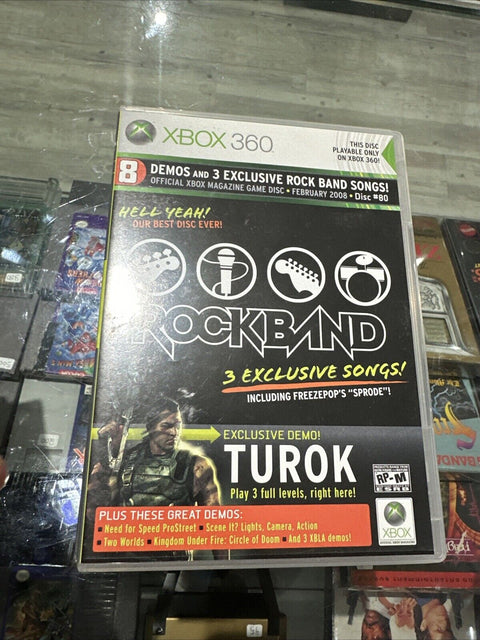 XBOX 360
THIS DISC
PLAYABLE ONLY
ON XBOX 360!
8 DEMOS AND 3 EXCLUSIVE ROCK BAND SONGS!
OFFICIAL XBOX MAGAZINE GAME DISC • FEBRUARY 2008 • Disc #80
HELL YEAH!
OUR BEST DISC EVER!
ROCKBAND
3 EXCLUSIVE SONGS!
INCLUDING FREEZEPOP'S "SPRODE"!
EXCLUSIVE DEMO!
TUROK
Play 3 full levels, right here!
RP-M
ESRB
PLUS THESE GREAT DEMOS:
■ Need for Speed ProStreet ■ Scene It? Lights, Camera, Action
■ Two Worlds ■ Kingdom Under Fire: Circle of Doom ■ And 3 XBLA demos!
XBOX